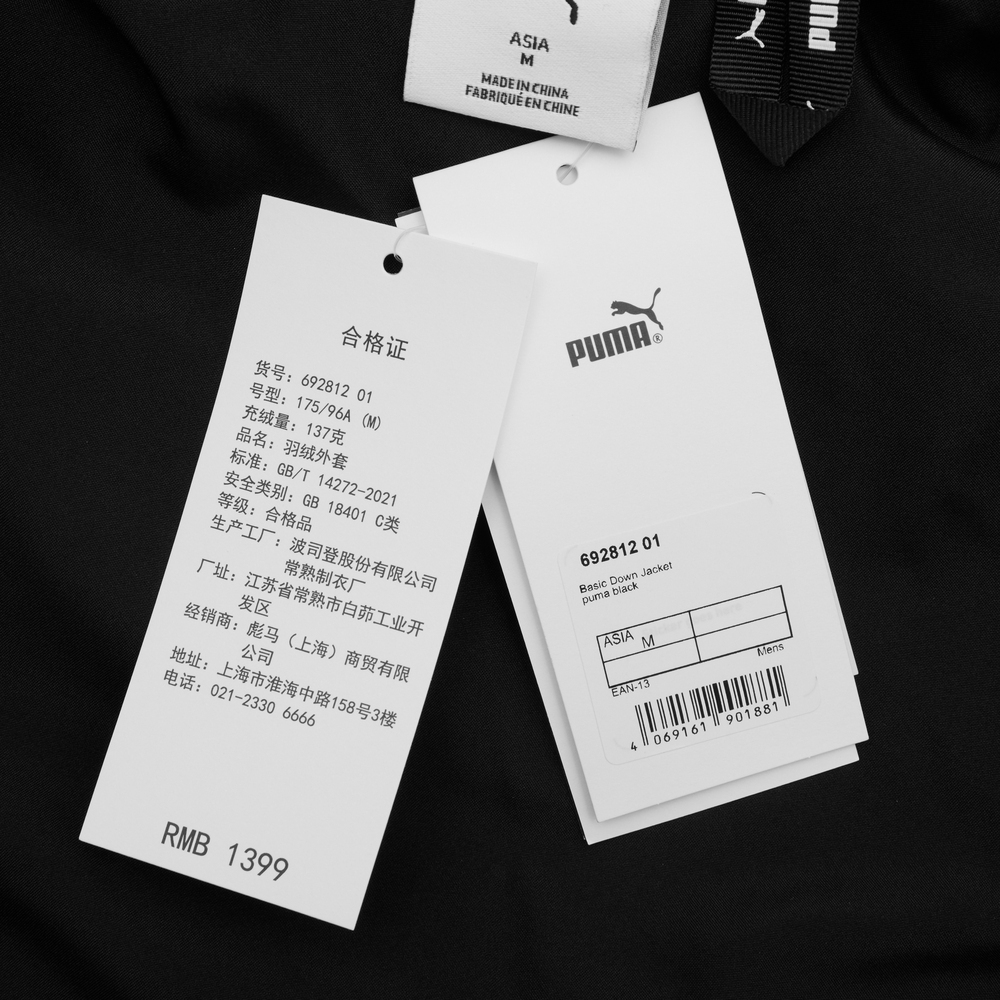 ASIA
M
MADE IN CHINA
FABRIQUÉ EN CHINE
合格证
货号: 692812 01
号型: 175/96A (M)
充绒量: 137克
品名: 羽绒外套
标准: GB/T 14272-2021
安全类别: GB 18401 C类
等级: 合格品
生产工厂: 波司登股份有限公司
常熟制衣厂
厂址: 江苏省常熟市白茆工业开
发区
经销商: 彪马（上海）商贸有限
公司
地址: 上海市淮海中路158号3楼
电话: 021-2330 6666
RMB 1399
PUMA®
692812 01
Basic Down Jacket
puma black
ASIA M
Mens
EAN-13
4 069161 901881